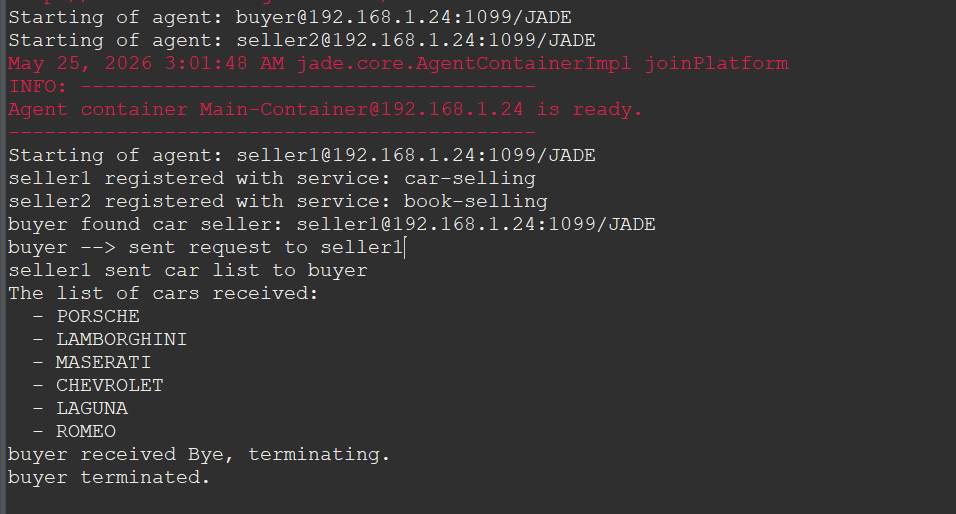 Starting of agent: buyer@192.168.1.24:1099/JADE
Starting of agent: seller2@192.168.1.24:1099/JADE
May 25, 2026 3:01:48 AM jade.core.AgentContainerImpl joinPlatform
INFO: --------------------------------------
Agent container Main-Container@192.168.1.24 is ready.
--------------------------------------------
Starting of agent: seller1@192.168.1.24:1099/JADE
seller1 registered with service: car-selling
seller2 registered with service: book-selling
buyer found car seller: seller1@192.168.1.24:1099/JADE
buyer --> sent request to seller1
seller1 sent car list to buyer
The list of cars received:
  - PORSCHE
  - LAMBORGHINI
  - MASERATI
  - CHEVROLET
  - LAGUNA
  - ROMEO
buyer received Bye, terminating.
buyer terminated.